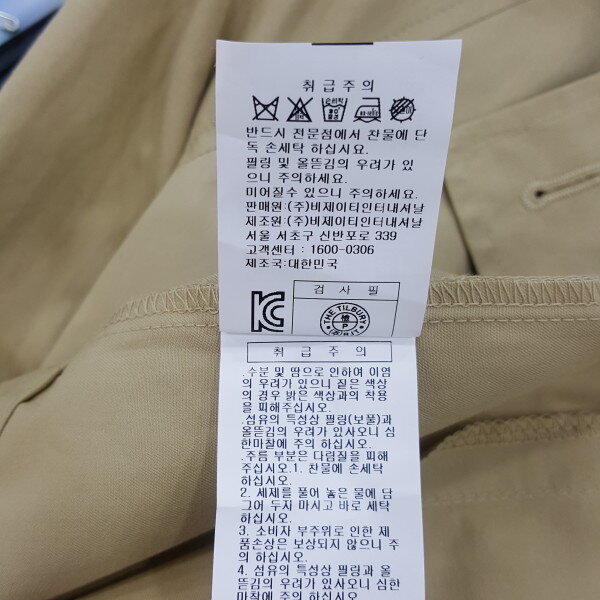 취급주의
손세탁
반드시 전문점에서 찬물에 단
독 손세탁 하십시요.
필링 및 올뜯김의 우려가 있
으니 주의하세요.
미어질수 있으니 주의하세요.
판매원:(주)비제이티인터내셔날
제조원:(주)비제이티인터내셔날
서울 서초구 신반포로 339
고객센터 : 1600-0306
제조국:대한민국
검 사 필
THE TILBURY
檢
P
(주)BJT
취 급 주 의
.수분 및 땀으로 인하여 이염
의 우려가 있으니 짙은 색상
의 경우 밝은 색상과의 착용
을 피해주십시오.
.섬유의 특성상 필링(보풀)과
올뜯김의 우려가 있사오니 심
한마찰에 주의 하십시오.
.주름 부분은 다림질을 피해
주십시오.1. 찬물에 손세탁
하십시오.
2. 세제를 풀어 놓은 물에 담
그어 두지 마시고 바로 세탁
하십시오.
3. 소비자 부주위로 인한 제
품손상은 보상되지 않으니 주
의 하십시오.
4. 섬유의 특성상 필링과 올
뜯김의 우려가 있사오니 심한
마찰에 주의 하십시오.